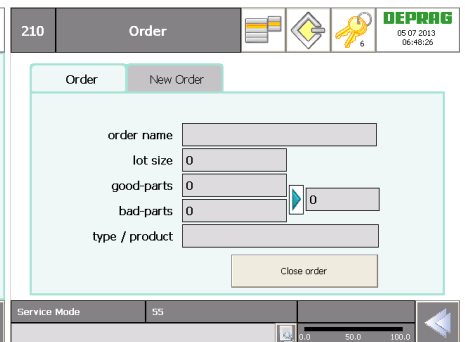 210 Order DEPRAG
05 07 2013
06:48:26
6
Order New Order
order name
lot size 0
good-parts 0
0
bad-parts 0
type / product
Close order
Service Mode 55
0.0 50.0 100.0